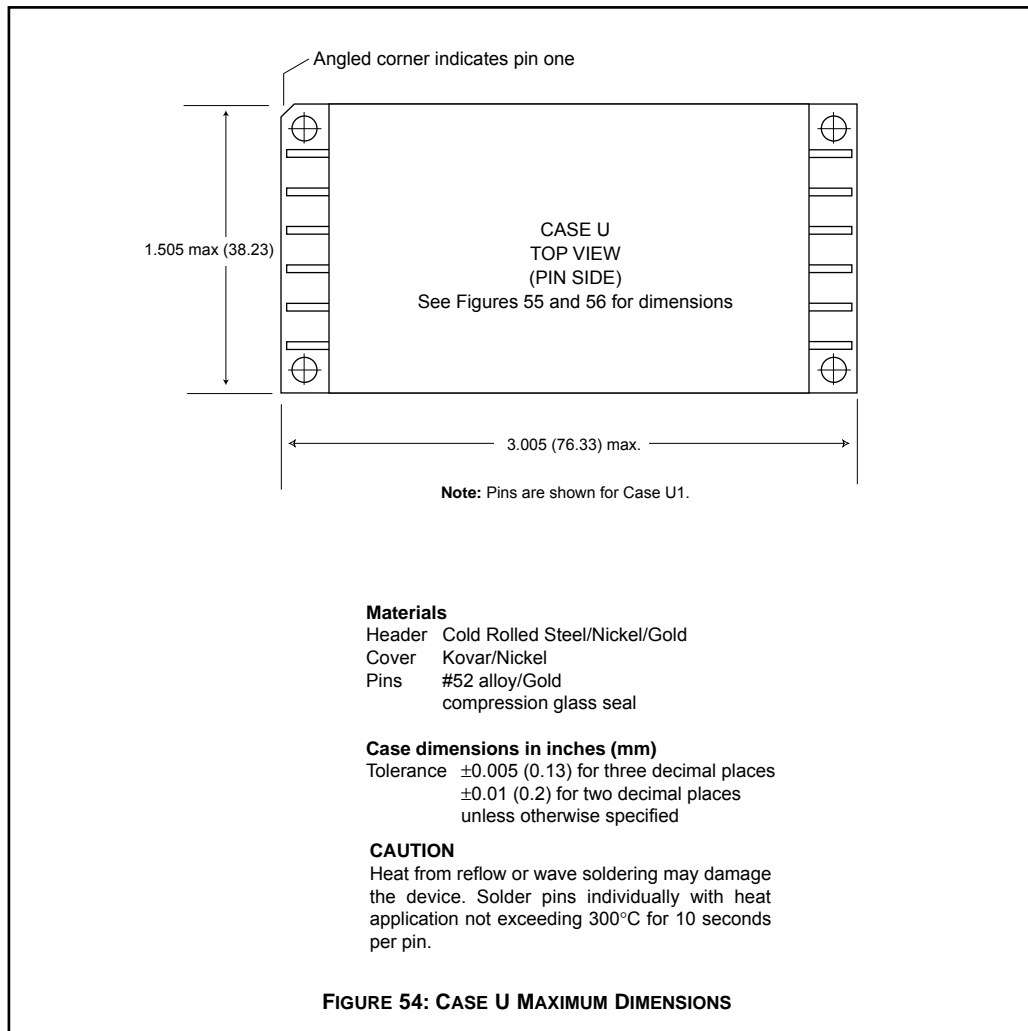 Angled corner indicates pin one
1.505 max (38.23)
CASE U
TOP VIEW
(PIN SIDE)
See Figures 55 and 56 for dimensions
3.005 (76.33) max.
Note: Pins are shown for Case U1.
Materials
Header Cold Rolled Steel/Nickel/Gold
Cover Kovar/Nickel
Pins #52 alloy/Gold
compression glass seal
Case dimensions in inches (mm)
Tolerance ±0.005 (0.13) for three decimal places
±0.01 (0.2) for two decimal places
unless otherwise specified
CAUTION
Heat from reflow or wave soldering may damage
the device. Solder pins individually with heat
application not exceeding 300°C for 10 seconds
per pin.
FIGURE 54: CASE U MAXIMUM DIMENSIONS